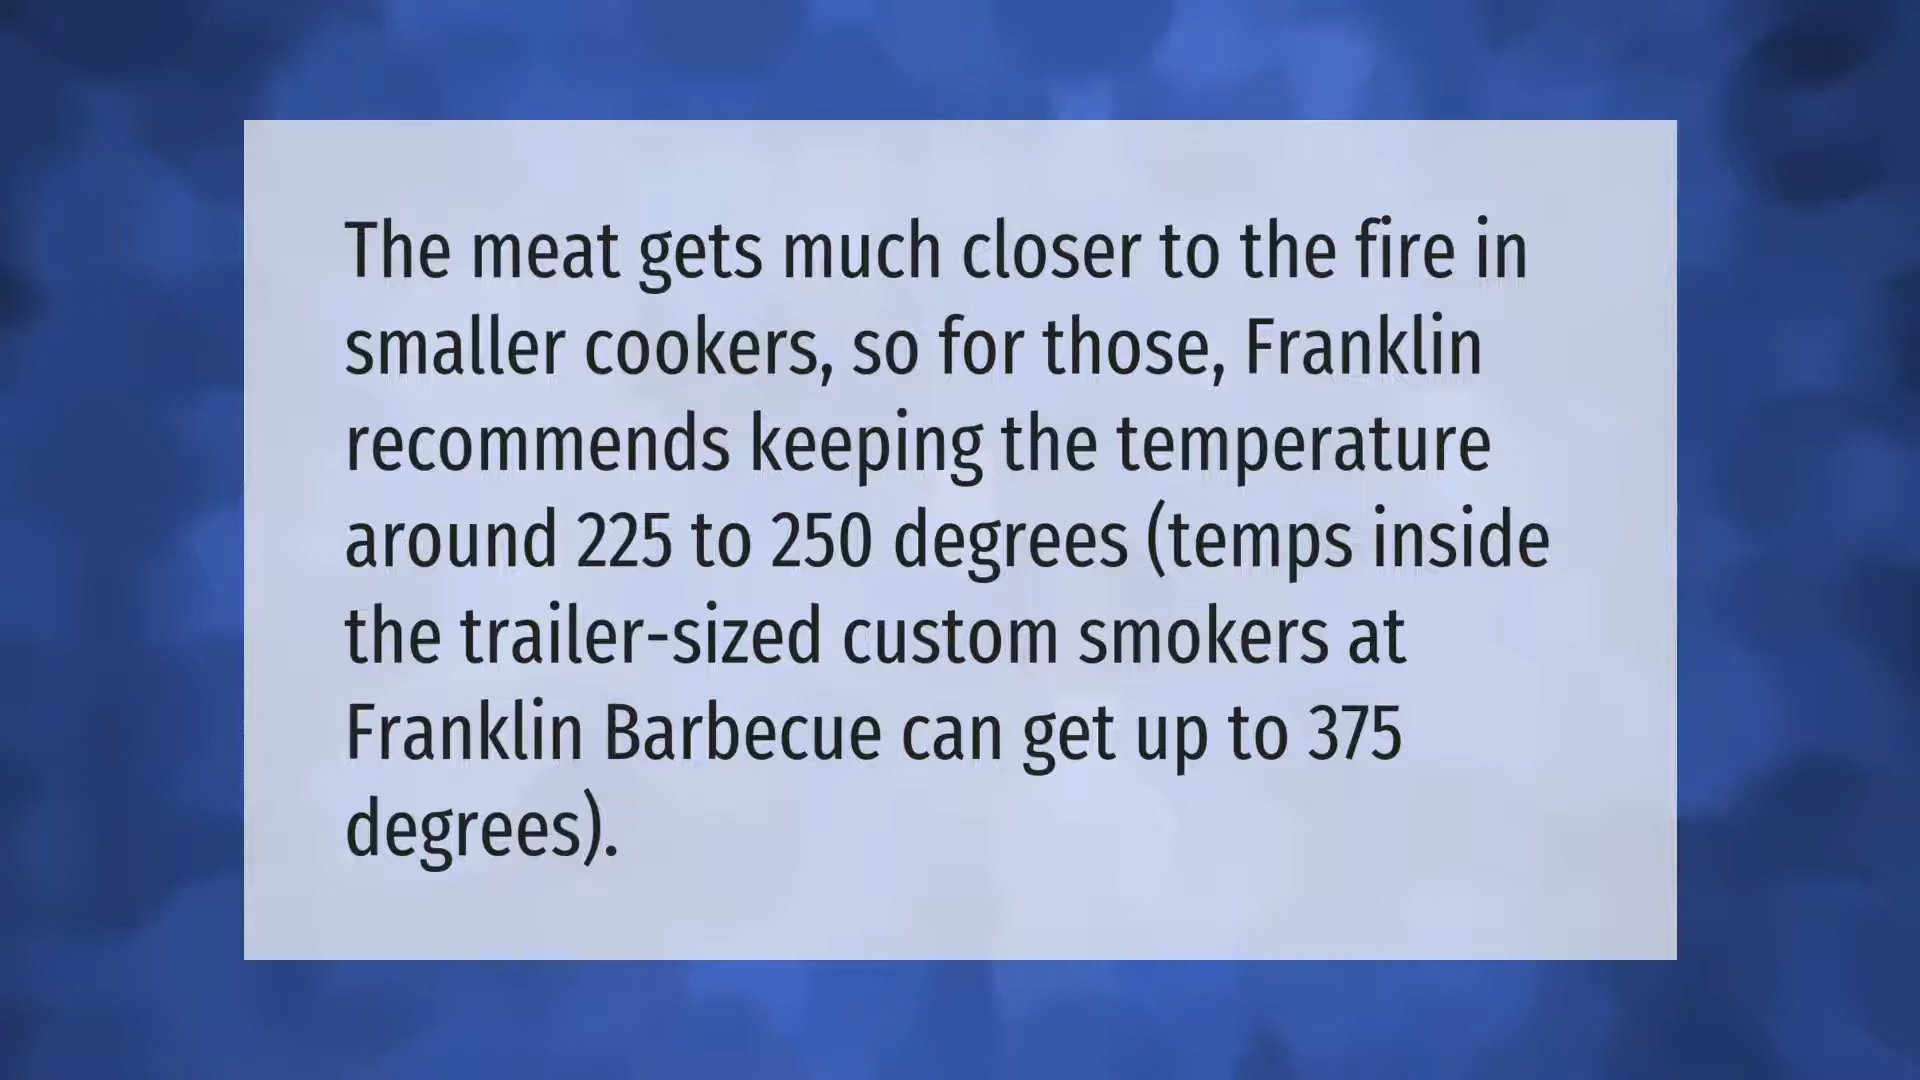 The meat gets much closer to the fire in
smaller cookers, so for those, Franklin
recommends keeping the temperature
around 225 to 250 degrees (temps inside
the trailer-sized custom smokers at
Franklin Barbecue can get up to 375
degrees).